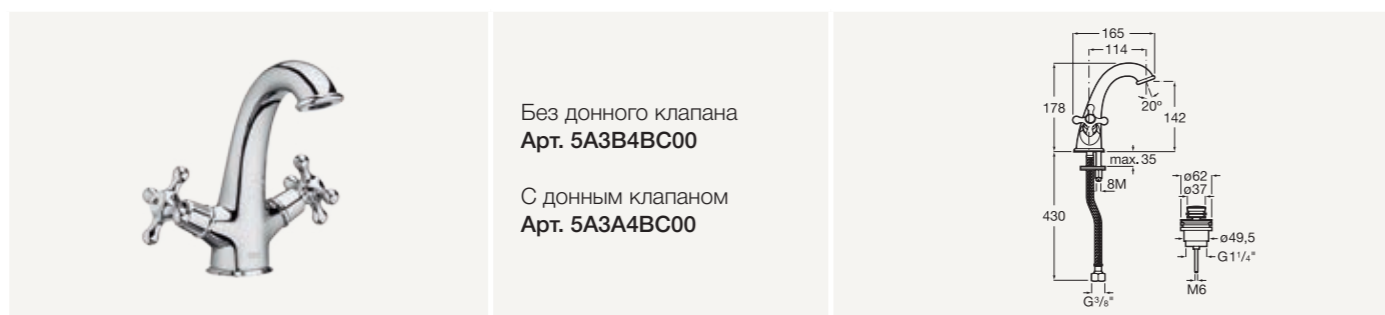 Без донного клапана
Арт. 5A3B4BC00
С донным клапаном
Арт. 5A3A4BC00
165
114
20º
178
142
max. 35
8M
430
G³/₈"
ø62
ø37
ø49,5
G1¹/₄"
M6